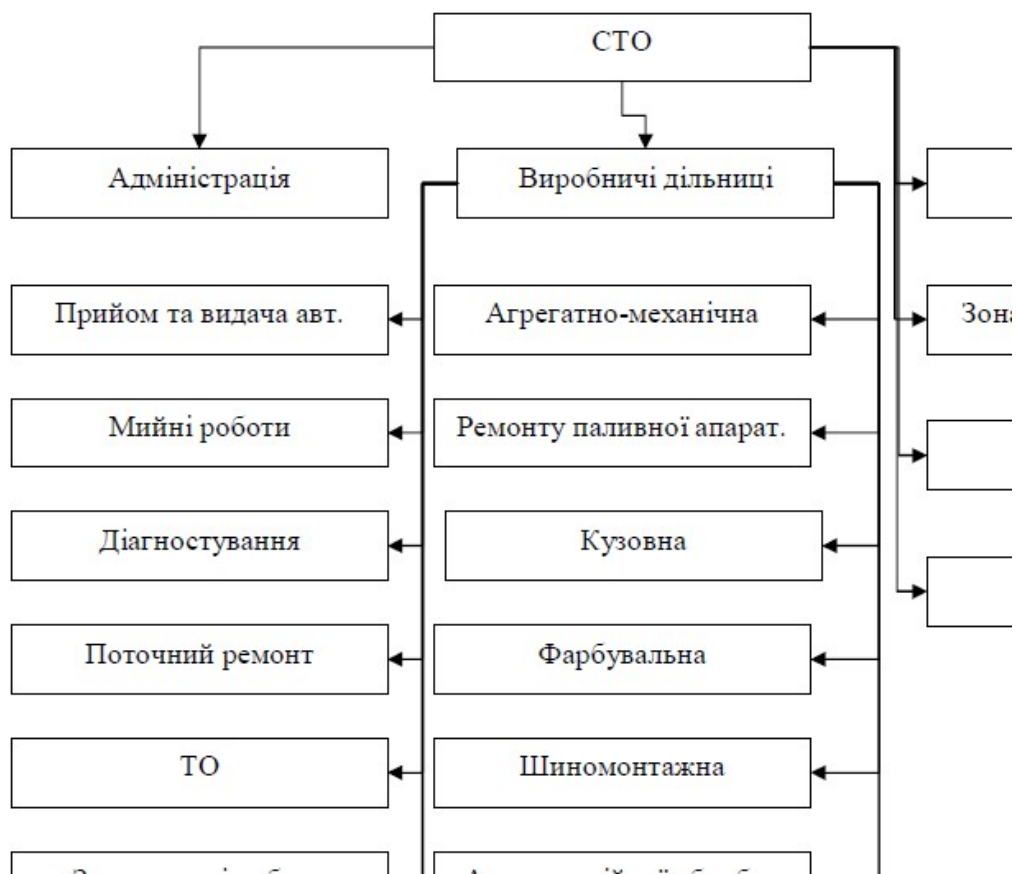 СТО
Адміністрація
Виробничі дільниці
Прийом та видача авт.
Агрегатно-механічна
Мийні роботи
Ремонту паливної апарат.
Діагностування
Кузовна
Поточний ремонт
Фарбувальна
ТО
Шиномонтажна